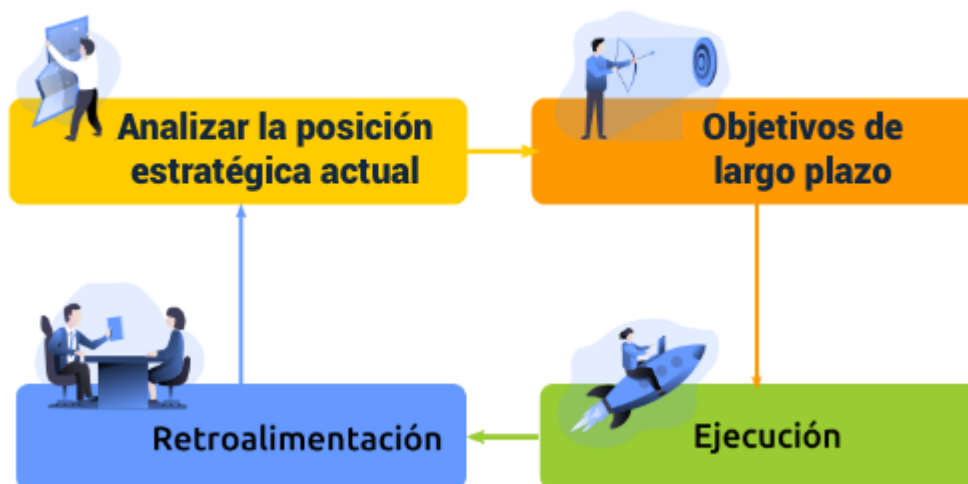 Analizar la posición
estratégica actual
Objetivos de
largo plazo
Retroalimentación
Ejecución